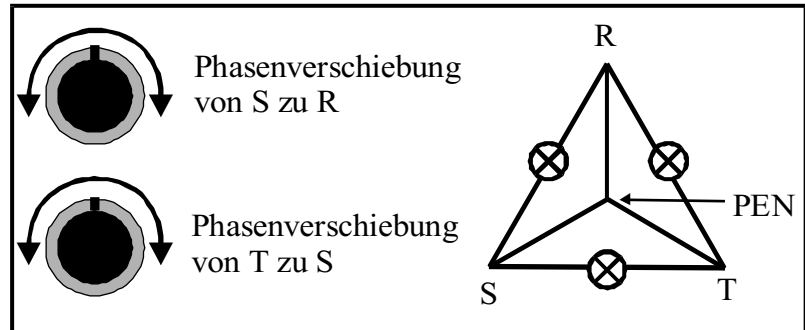 Phasenverschiebung
von S zu R
Phasenverschiebung
von T zu S
R
PEN
S
T